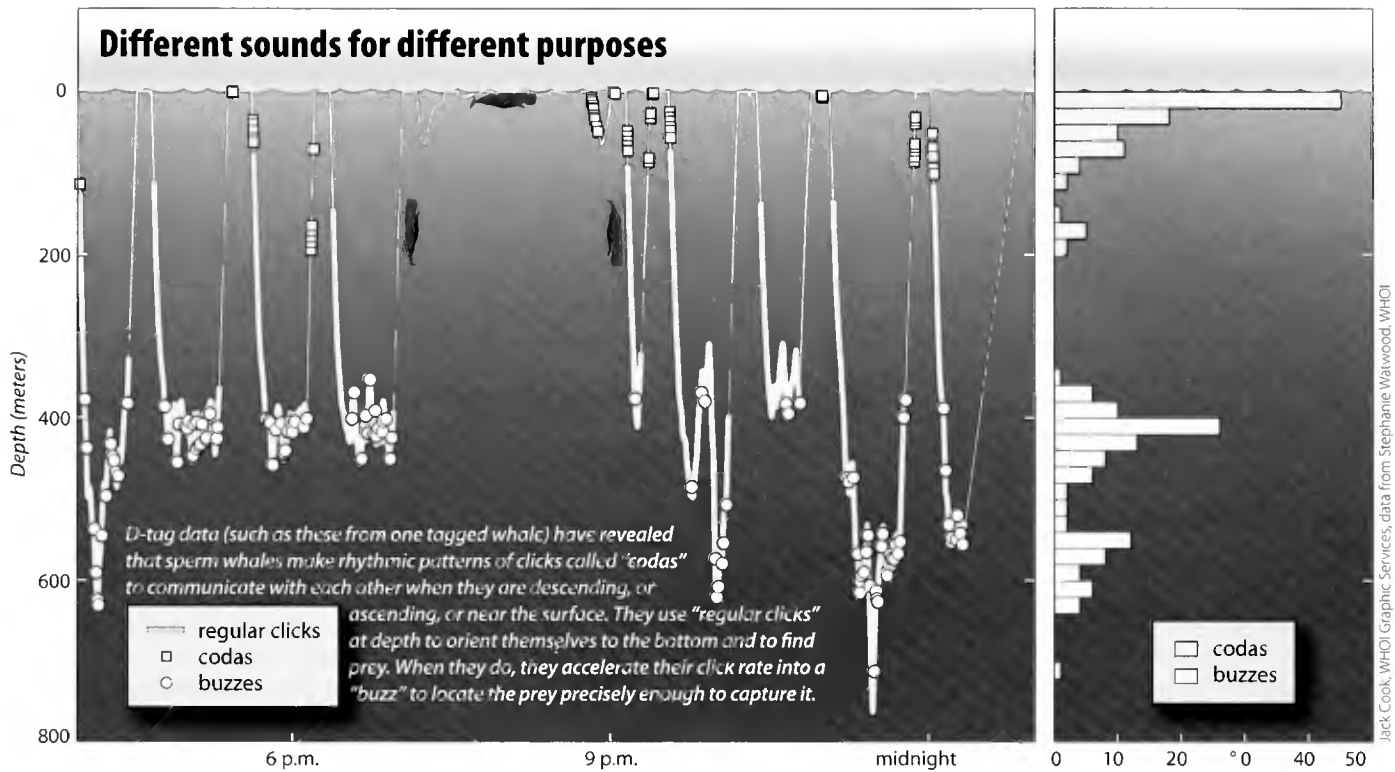 Different sounds for different purposes
0
200
400
600
800
Depth (meters)
D-tag data (such as these from one tagged whale) have revealed
that sperm whales make rhythmic patterns of clicks called "codas"
to communicate with each other when they are descending, or
ascending, or near the surface. They use "regular clicks"
at depth to orient themselves to the bottom and to find
prey. When they do, they accelerate their click rate into a
"buzz" to locate the prey precisely enough to capture it.
regular clicks
codas
buzzes
6 p.m.
9 p.m.
midnight
codas
buzzes
0
10
20
°0
40
50
Jack Cook, WHOI Graphic Services, data from Stephanie Watwood, WHOI